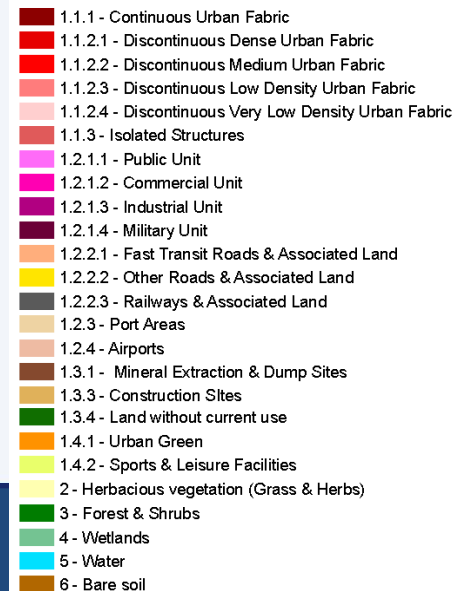 1.1.1 - Continuous Urban Fabric
1.1.2.1 - Discontinuous Dense Urban Fabric
1.1.2.2 - Discontinuous Medium Urban Fabric
1.1.2.3 - Discontinuous Low Density Urban Fabric
1.1.2.4 - Discontinuous Very Low Density Urban Fabric
1.1.3 - Isolated Structures
1.2.1.1 - Public Unit
1.2.1.2 - Commercial Unit
1.2.1.3 - Industrial Unit
1.2.1.4 - Military Unit
1.2.2.1 - Fast Transit Roads & Associated Land
1.2.2.2 - Other Roads & Associated Land
1.2.2.3 - Railways & Associated Land
1.2.3 - Port Areas
1.2.4 - Airports
1.3.1 - Mineral Extraction & Dump Sites
1.3.3 - Construction SItes
1.3.4 - Land without current use
1.4.1 - Urban Green
1.4.2 - Sports & Leisure Facilities
2 - Herbacious vegetation (Grass & Herbs)
3 - Forest & Shrubs
4 - Wetlands
5 - Water
6 - Bare soil